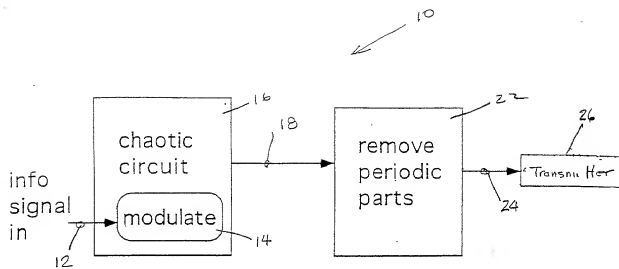 10
16
22
26
chaotic
circuit
18
remove
periodic
parts
Transmitter
24
info
signal
in
modulate
12
14